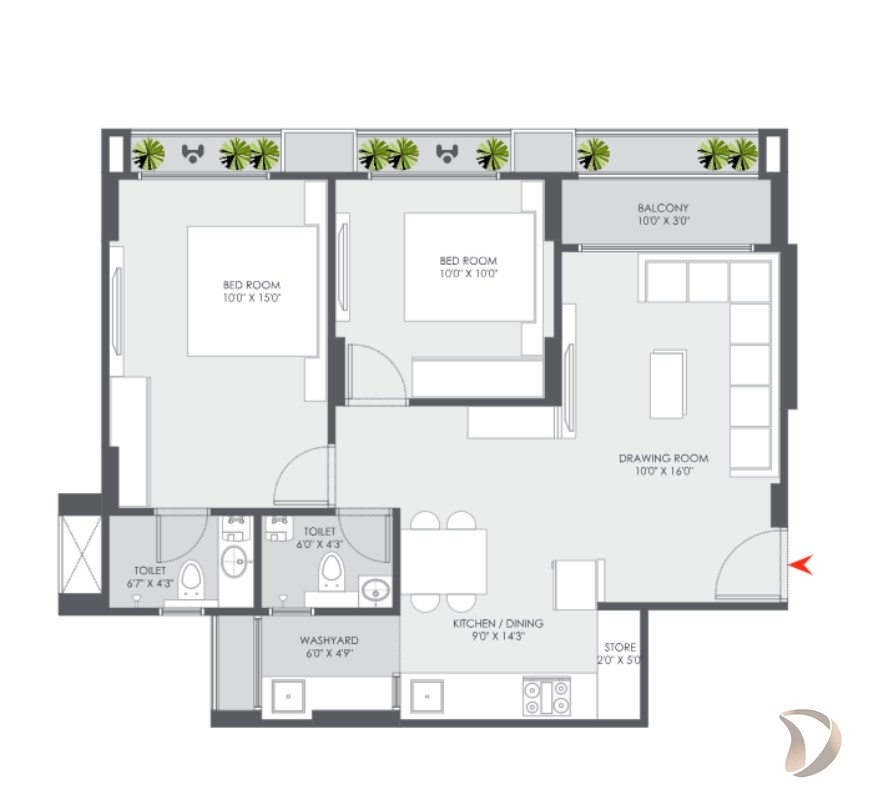 BALCONY
10'0" X 3'0"
BED ROOM
10'0" X 10'0"
BED ROOM
10'0" X 15'0"
DRAWING ROOM
10'0" X 16'0"
TOILET
6'0" X 4'3"
TOILET
6'7" X 4'3"
KITCHEN / DINING
9'0" X 14'3"
WASHYARD
6'0" X 4'9"
STORE
2'0" X 5'0